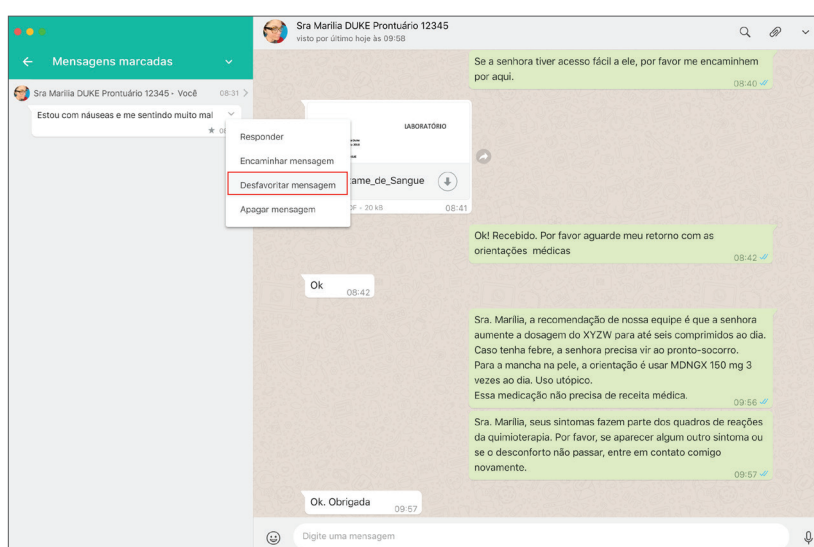 Mensagens marcadas
Sra Marilia DUKE Prontuário 12345 - Você 08:31
Estou com náuseas e me sentindo muito mal
Responder
Encaminhar mensagem
Desfavoritar mensagem
Apagar mensagem
Sra Marilia DUKE Prontuário 12345
visto por último hoje às 09:58
Se a senhora tiver acesso fácil a ele, por favor me encaminhem
por aqui.
08:40
LABORATÓRIO
ame_de_Sangue
- 20 kB 08:41
Ok! Recebido. Por favor aguarde meu retorno com as
orientações médicas
08:42
Ok
08:42
Sra. Marília, a recomendação de nossa equipe é que a senhora
aumente a dosagem do XYZW para até seis comprimidos ao dia.
Caso tenha febre, a senhora precisa vir ao pronto-socorro.
Para a mancha na pele, a orientação é usar MDNGX 150 mg 3
vezes ao dia. Uso utópico.
Essa medicação não precisa de receita médica.
09:56
Sra. Marília, seus sintomas fazem parte dos quadros de reações
da quimioterapia. Por favor, se aparecer algum outro sintoma ou
se o desconforto não passar, entre em contato comigo
novamente.
09:57
Ok. Obrigada
09:57
Digite uma mensagem